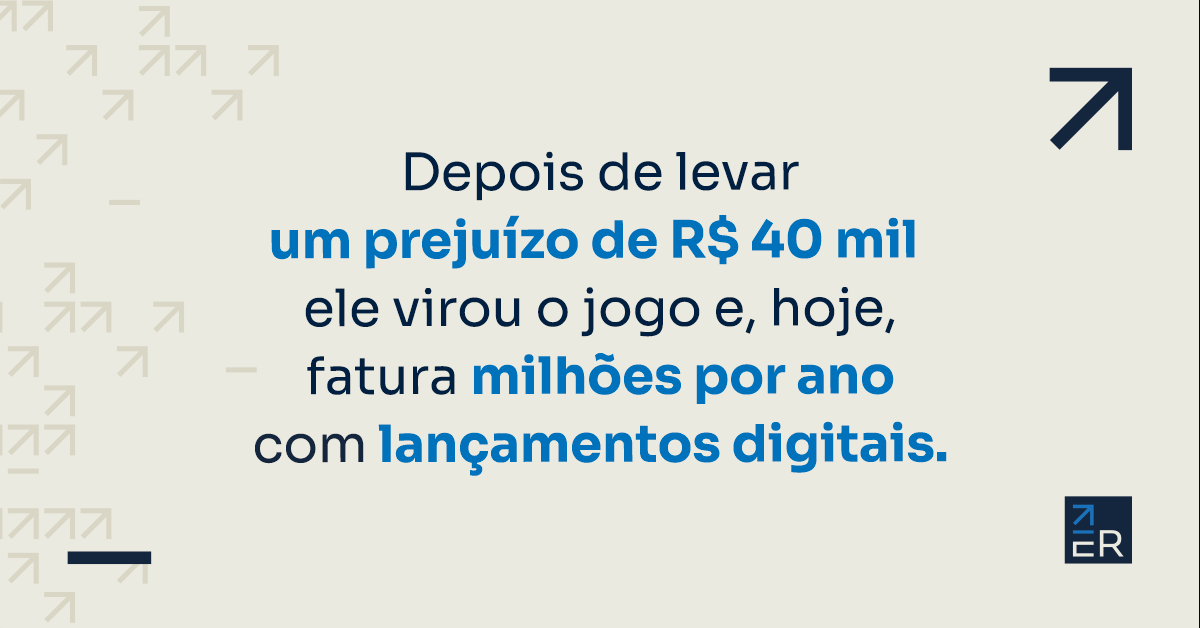 Depois de levar
um prejuízo de R$ 40 mil
ele virou o jogo e, hoje,
fatura milhões por ano
com lançamentos digitais.
ER